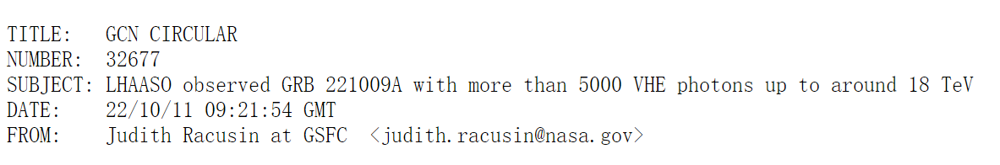 TITLE: GCN CIRCULAR
NUMBER: 32677
SUBJECT: LHAASO observed GRB 221009A with more than 5000 VHE photons up to around 18 TeV
DATE: 22/10/11 09:21:54 GMT
FROM: Judith Racusin at GSFC <judith.racusin@nasa.gov>